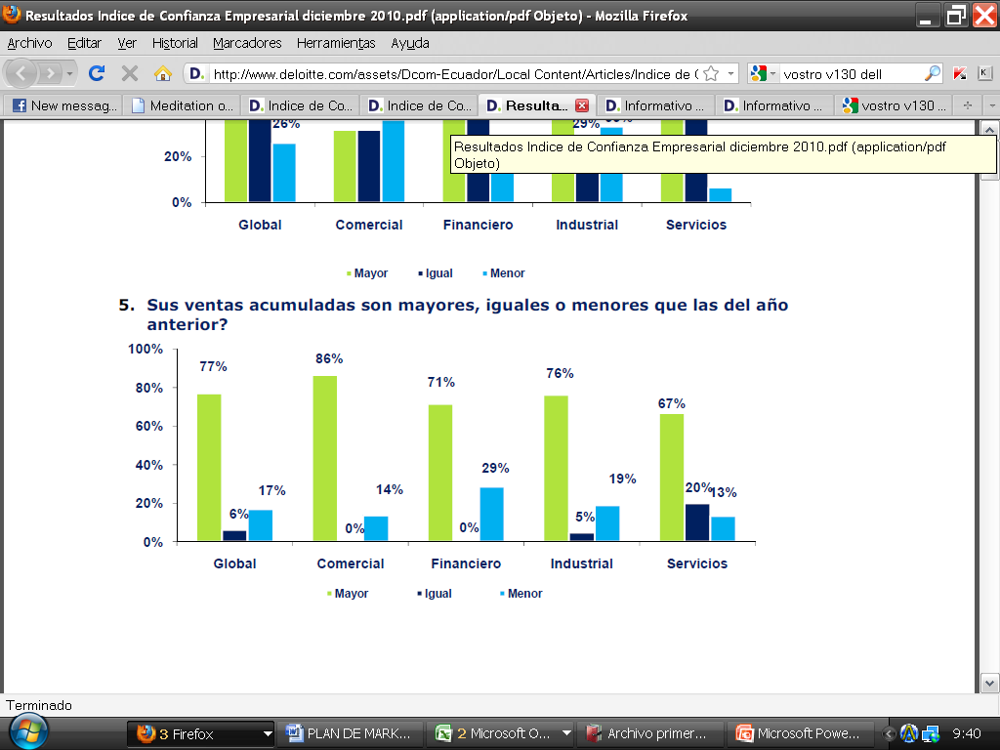 Resultados Indice de Confianza Empresarial diciembre 2010.pdf (application/pdf Objeto) - Mozilla Firefox
Archivo Editar Ver Historial Marcadores Herramientas Ayuda
D. http://www.deloitte.com/assets/Dcom-Ecuador/Local Content/Articles/Indice de vostro v130 dell
New messag... Meditation o... D. Indice de Co... D. Indice de Co... D. Resulta... D. Informativo ... D. Informativo ... vostro v130 ...
26% 29%
Resultados Indice de Confianza Empresarial diciembre 2010.pdf (application/pdf
Objeto)
20%
0%
Global Comercial Financiero Industrial Servicios
Mayor Igual Menor
5. Sus ventas acumuladas son mayores, iguales o menores que las del año
anterior?
100%
77% 86% 71% 76% 67%
80%
60%
40%
17% 14% 29% 19% 20% 13%
20%
6% 0% 0% 5%
0%
Global Comercial Financiero Industrial Servicios
Mayor Igual Menor
Terminado
3 Firefox PLAN DE MARK... 2 Microsoft O... Archivo primer... Microsoft Powe... 9:40